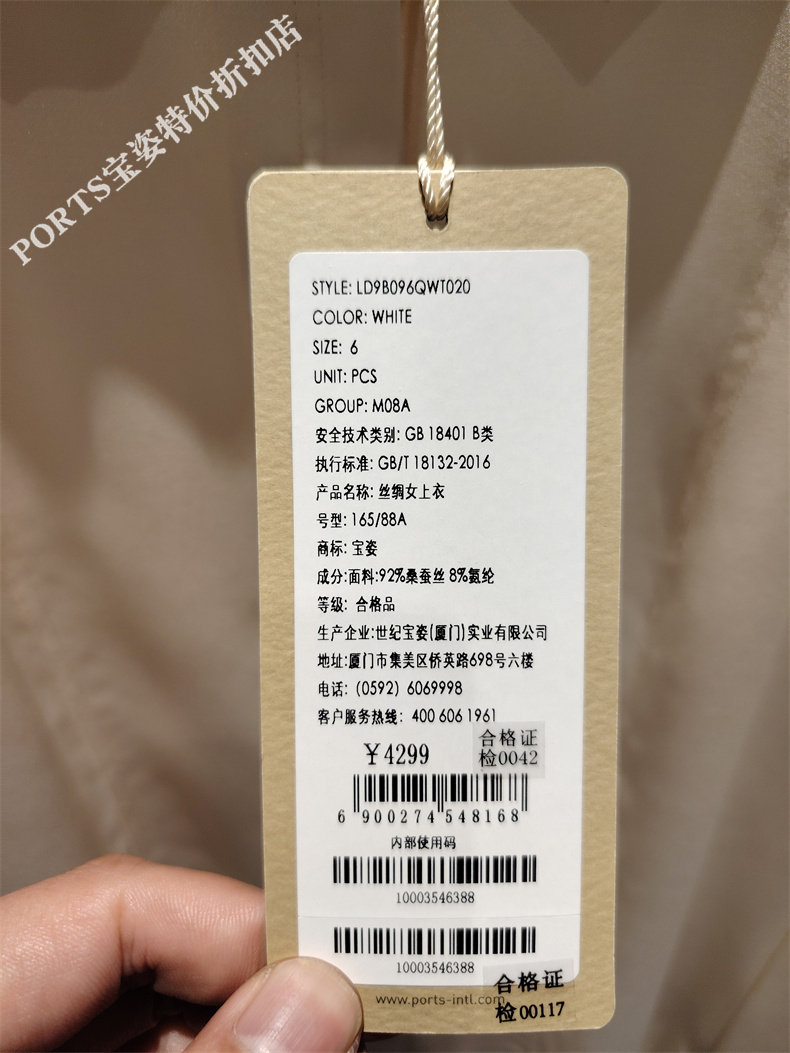 PORTS宝姿特价折扣店
STYLE: LD9B096QWT020
COLOR: WHITE
SIZE: 6
UNIT: PCS
GROUP: M08A
安全技术类别: GB 18401 B类
执行标准: GB/T 18132-2016
产品名称: 丝绸女上衣
号型: 165/88A
商标: 宝姿
成分:面料:92%桑蚕丝 8%氨纶
等级: 合格品
生产企业:世纪宝姿(厦门)实业有限公司
地址:厦门市集美区侨英路698号六楼
电话: (0592) 6069998
客户服务热线: 400 606 1961
¥4299
合格证
检0042
6 900274 548168
内部使用码
10003546388
10003546388
www.ports-intl.com
合格证
检00117